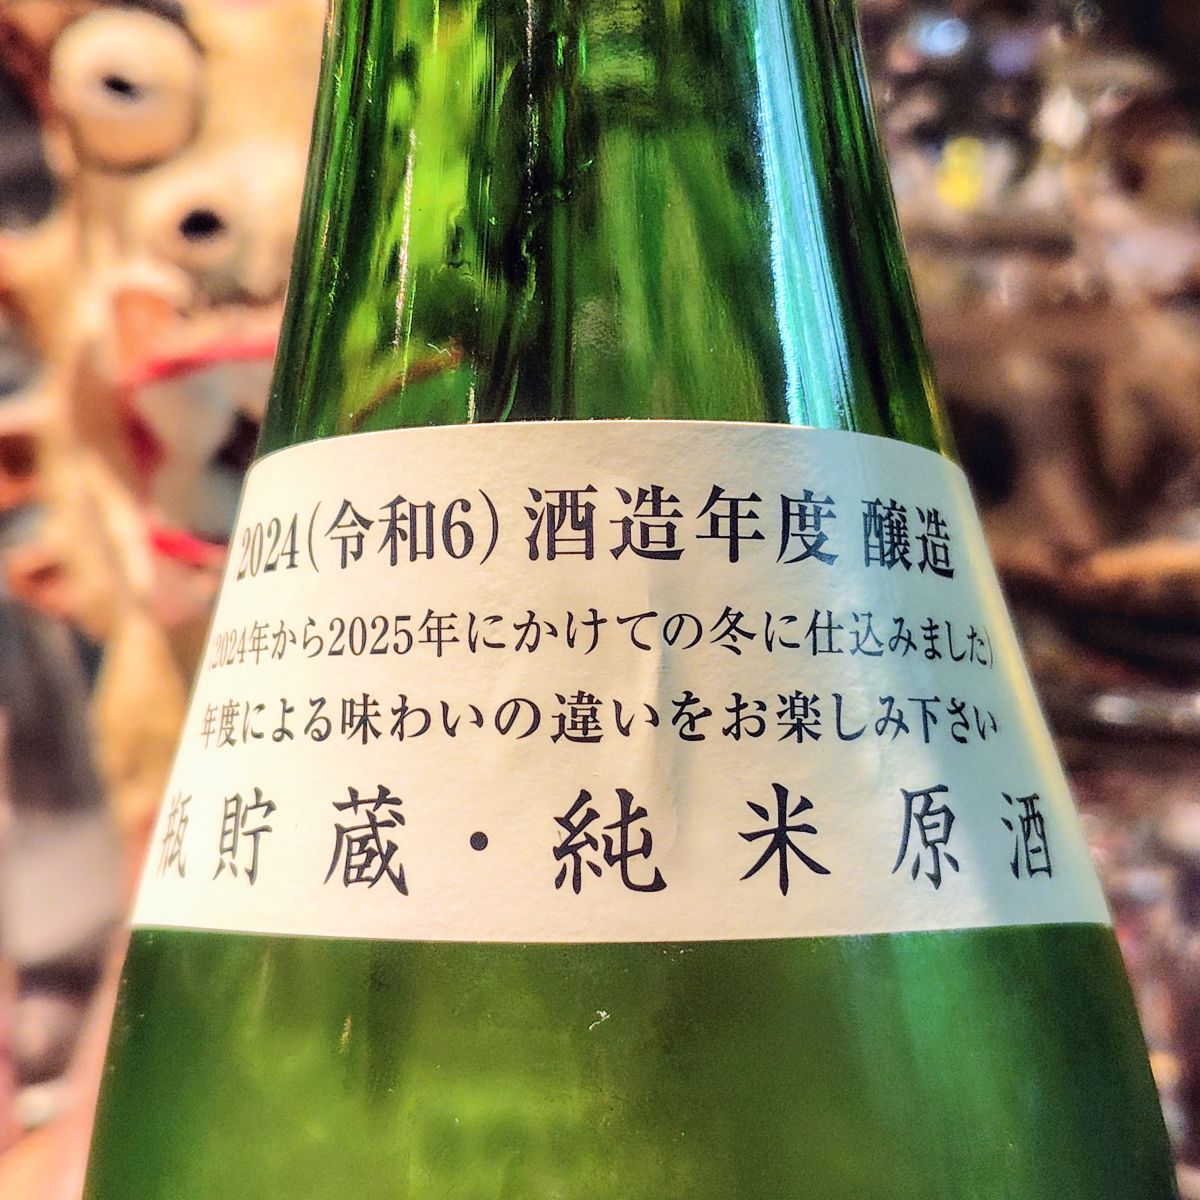 2024(令和6)酒造年度 醸造
(2024年から2025年にかけての冬に仕込みました)
年度による味わいの違いをお楽しみ下さい
瓶貯蔵・純米原酒